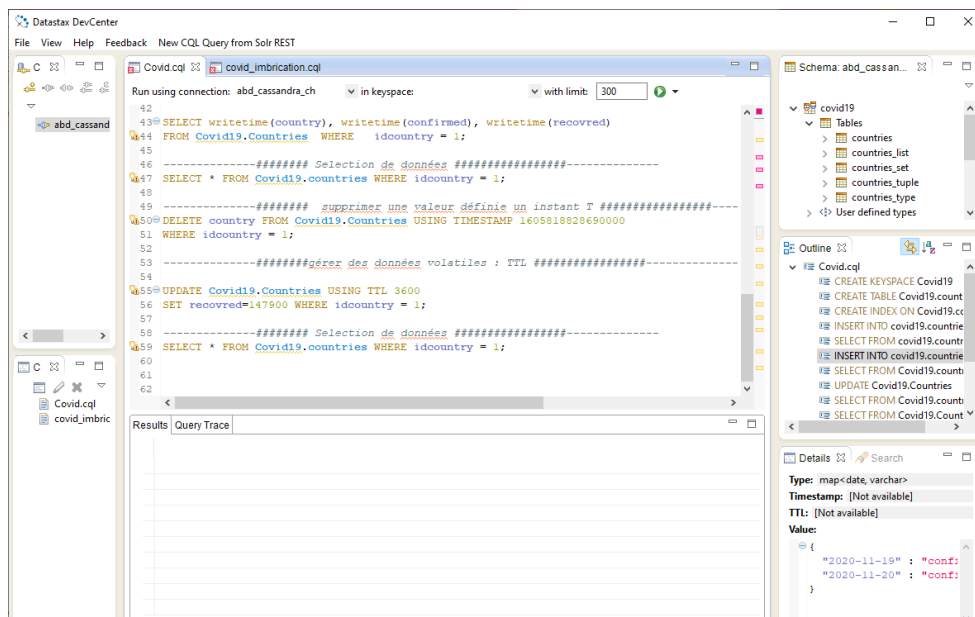 Datastax DevCenter
File View Help Feedback New CQL Query from Solr REST
C
abd_cassand
C
Covid.cql
covid_imbric
Covid.cql covid_imbrication.cql
Run using connection: abd_cassandra_ch in keyspace: with limit: 300
42
43 SELECT writetime(country), writetime(confirmed), writetime(recovred)
44 FROM Covid19.Countries WHERE idcountry = 1;
45
46 --------------######## Selection de données #################--------------
47 SELECT * FROM Covid19.countries WHERE idcountry = 1;
48
49 --------------######## supprimer une valeur définie un instant T #################----
50 DELETE country FROM Covid19.Countries USING TIMESTAMP 1605818828690000
51 WHERE idcountry = 1;
52
53 --------------########gérer des données volatiles : TTL #################--------------
54
55 UPDATE Covid19.Countries USING TTL 3600
56 SET recovred=147900 WHERE idcountry = 1;
57
58 --------------######## Selection de données #################--------------
59 SELECT * FROM Covid19.countries WHERE idcountry = 1;
60
61
62
Results Query Trace
Schema: abd_cassan...
covid19
Tables
countries
countries_list
countries_set
countries_tuple
countries_type
User defined types
Outline
Covid.cql
CREATE KEYSPACE Covid19
CREATE TABLE Covid19.count
CREATE INDEX ON Covid19.cc
INSERT INTO covid19.countrie
SELECT FROM covid19.countr
INSERT INTO covid19.countrie
SELECT FROM covid19.countr
UPDATE Covid19.Countries
SELECT FROM covid19.countr
SELECT FROM Covid19.Count
Details Search
Type: map<date, varchar>
Timestamp: [Not available]
TTL: [Not available]
Value:
{
"2020-11-19" : "conf:
"2020-11-20" : "conf:
}